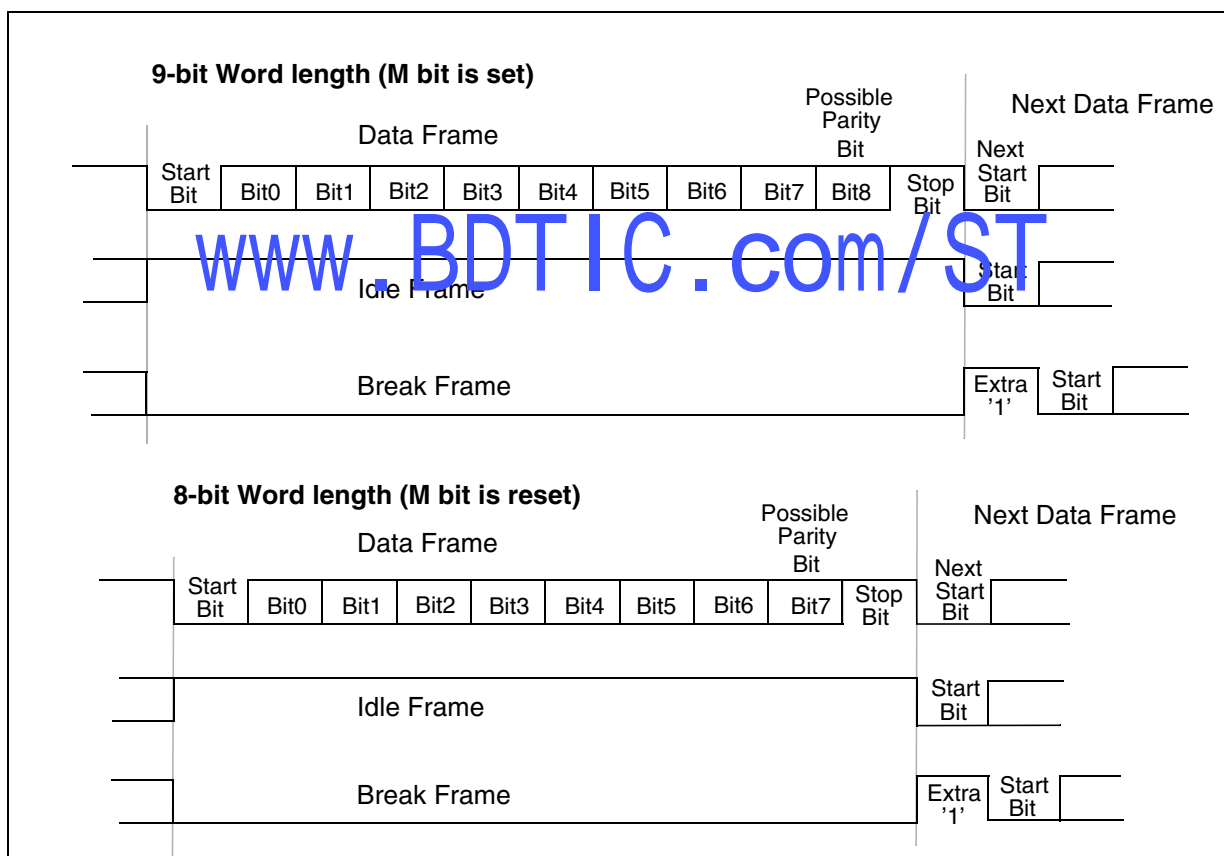 9-bit Word length (M bit is set)
Possible
Parity
Bit
Next Data Frame
Data Frame
Start
Bit
Bit0
Bit1
Bit2
Bit3
Bit4
Bit5
Bit6
Bit7
Bit8
Stop
Bit
Next
Start
Bit
www.BDTIC.com/ST
Idle Frame
Start
Bit
Break Frame
Extra
'1'
Start
Bit
8-bit Word length (M bit is reset)
Possible
Parity
Bit
Next Data Frame
Data Frame
Start
Bit
Bit0
Bit1
Bit2
Bit3
Bit4
Bit5
Bit6
Bit7
Stop
Bit
Next
Start
Bit
Idle Frame
Start
Bit
Break Frame
Extra
'1'
Start
Bit